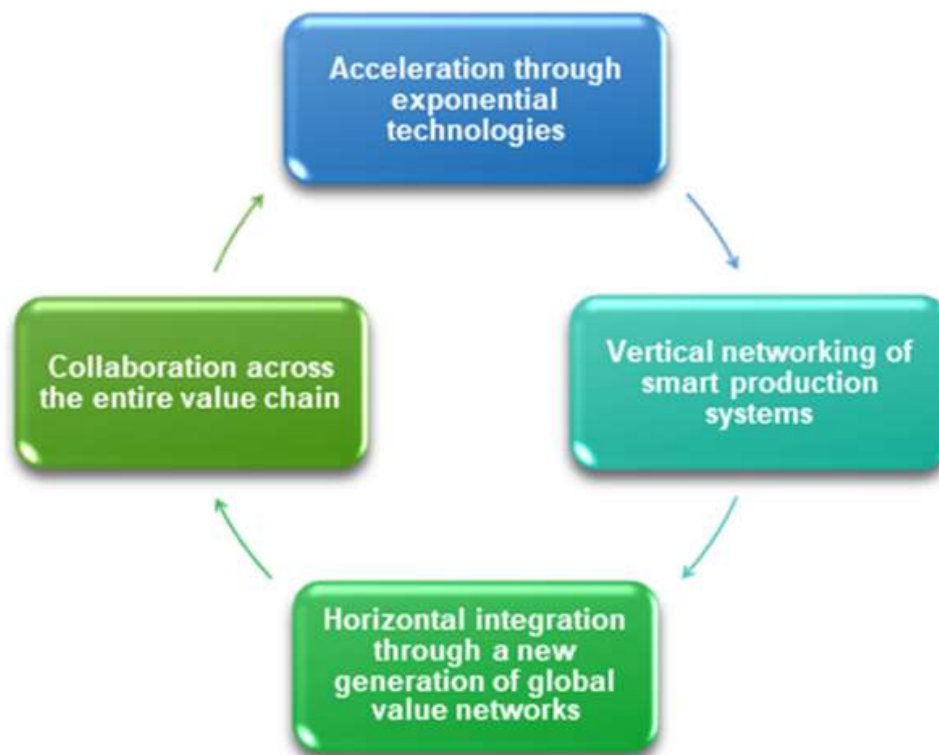 Acceleration through
exponential
technologies
Collaboration across
the entire value chain
Vertical networking of
smart production
systems
Horizontal integration
through a new
generation of global
value networks